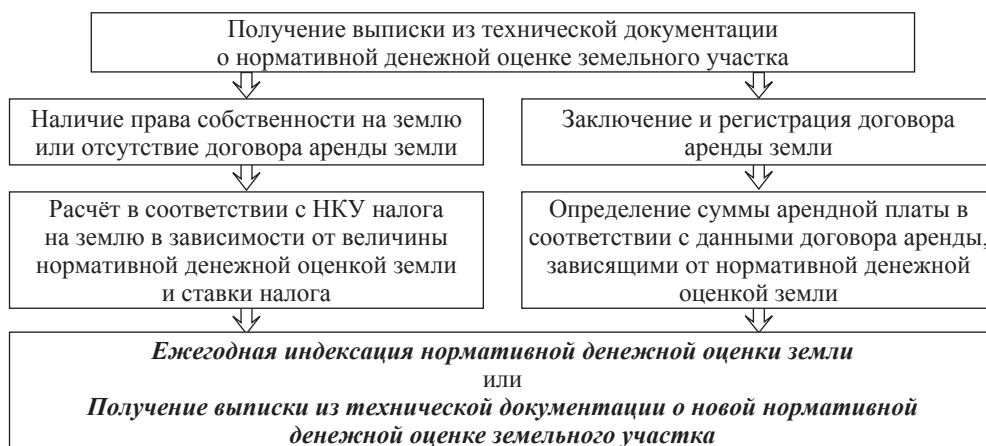 Получение выписки из технической документации
о нормативной денежной оценке земельного участка
Наличие права собственности на землю
или отсутствие договора аренды земли
Заключение и регистрация договора
аренды земли
Расчёт в соответствии с НКУ налога
на землю в зависимости от величины
нормативной денежной оценкой земли
и ставки налога
Определение суммы арендной платы в
соответствии с данными договора аренды,
зависящими от нормативной денежной
оценкой земли
Ежегодная индексация нормативной денежной оценки земли
или
Получение выписки из технической документации о новой нормативной
денежной оценке земельного участка